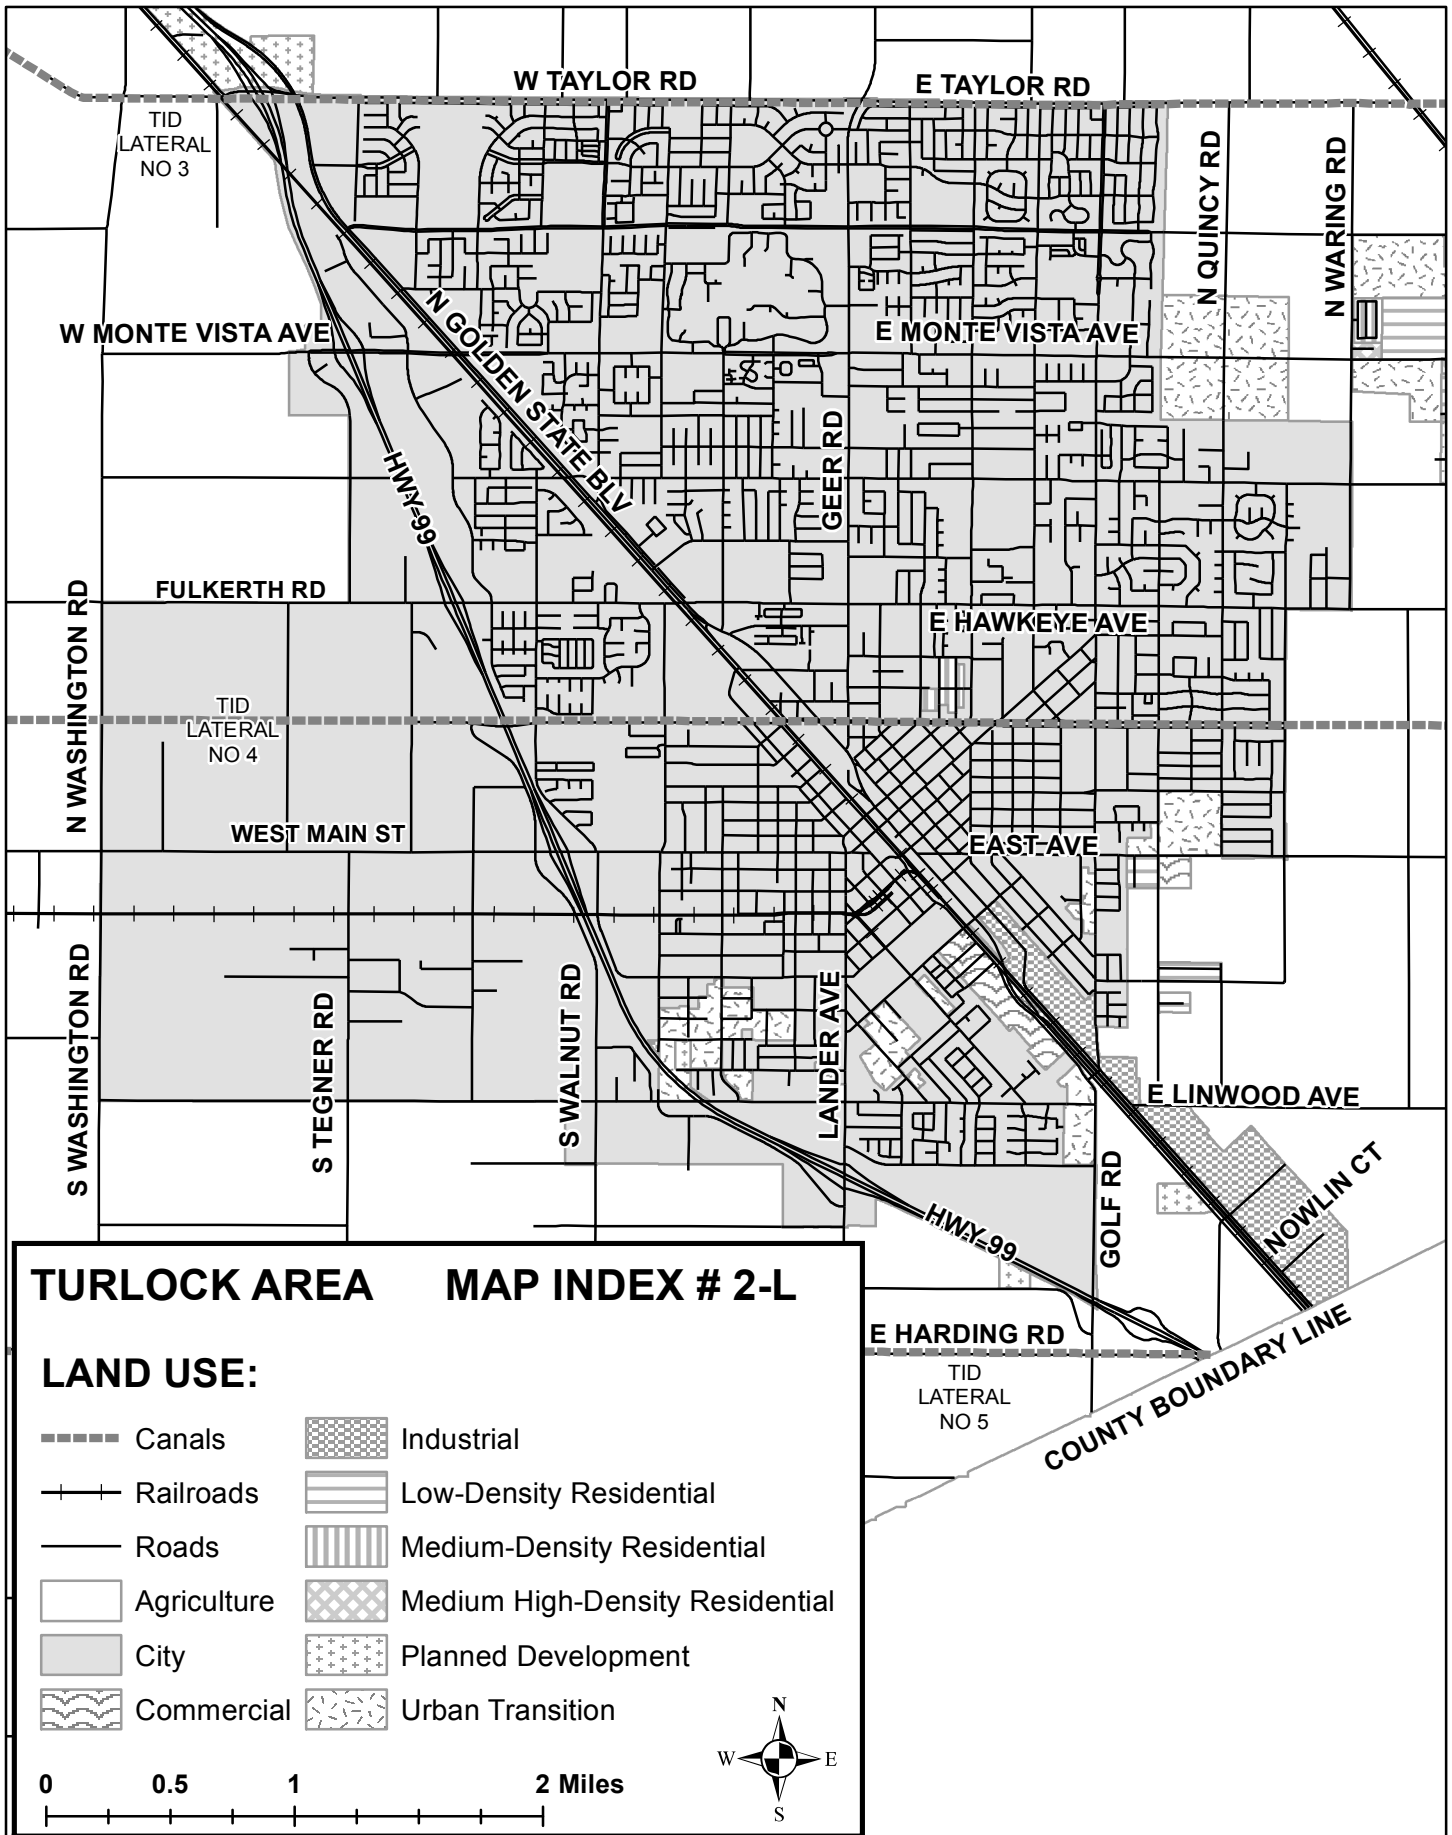 W TAYLOR RD
E TAYLOR RD
TID
LATERAL
NO 3
N QUINCY RD
N WARING RD
N GOLDEN STATE BLV
W MONTE VISTA AVE
E MONTE VISTA AVE
GEER RD
HWY 99
FULKERTH RD
E HAWKEYE AVE
N WASHINGTON RD
TID
LATERAL
NO 4
WEST MAIN ST
EAST AVE
S WASHINGTON RD
S TEGNER RD
S WALNUT RD
LANDER AVE
E LINWOOD AVE
GOLF RD
NOWLIN CT
HWY 99
E HARDING RD
TID
LATERAL
NO 5
COUNTY BOUNDARY LINE
TURLOCK AREA MAP INDEX # 2-L
LAND USE:
Canals
Railroads
Roads
Agriculture
City
Commercial
Industrial
Low-Density Residential
Medium-Density Residential
Medium High-Density Residential
Planned Development
Urban Transition
N
W E
S
0 0.5 1 2 Miles